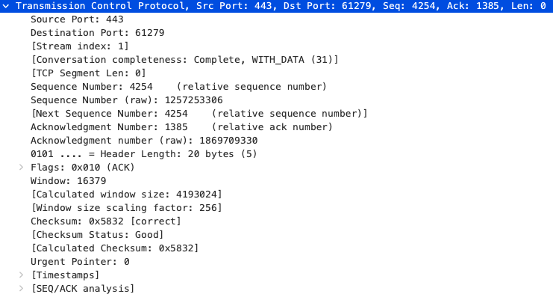 Transmission Control Protocol, Src Port: 443, Dst Port: 61279, Seq: 4254, Ack: 1385, Len: 0
Source Port: 443
Destination Port: 61279
[Stream index: 1]
[Conversation completeness: Complete, WITH_DATA (31)]
[TCP Segment Len: 0]
Sequence Number: 4254    (relative sequence number)
Sequence Number (raw): 1257253306
[Next Sequence Number: 4254    (relative sequence number)]
Acknowledgment Number: 1385    (relative ack number)
Acknowledgment number (raw): 1869709330
0101 .... = Header Length: 20 bytes (5)
Flags: 0x010 (ACK)
Window: 16379
[Calculated window size: 4193024]
[Window size scaling factor: 256]
Checksum: 0x5832 [correct]
[Checksum Status: Good]
[Calculated Checksum: 0x5832]
Urgent Pointer: 0
[Timestamps]
[SEQ/ACK analysis]